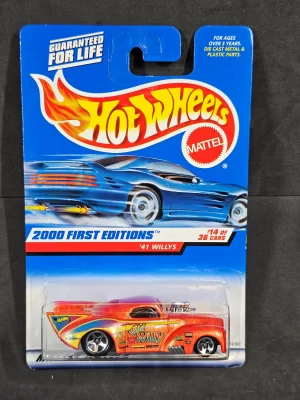 GUARANTEED
FOR LIFE
FOR AGES
OVER 3 YEARS.
DIE CAST METAL &
PLASTIC PARTS.
HOT WHEELS
MATTEL
2000 FIRST EDITIONS™
'41 WILLYS
#14 OF
36 CARS